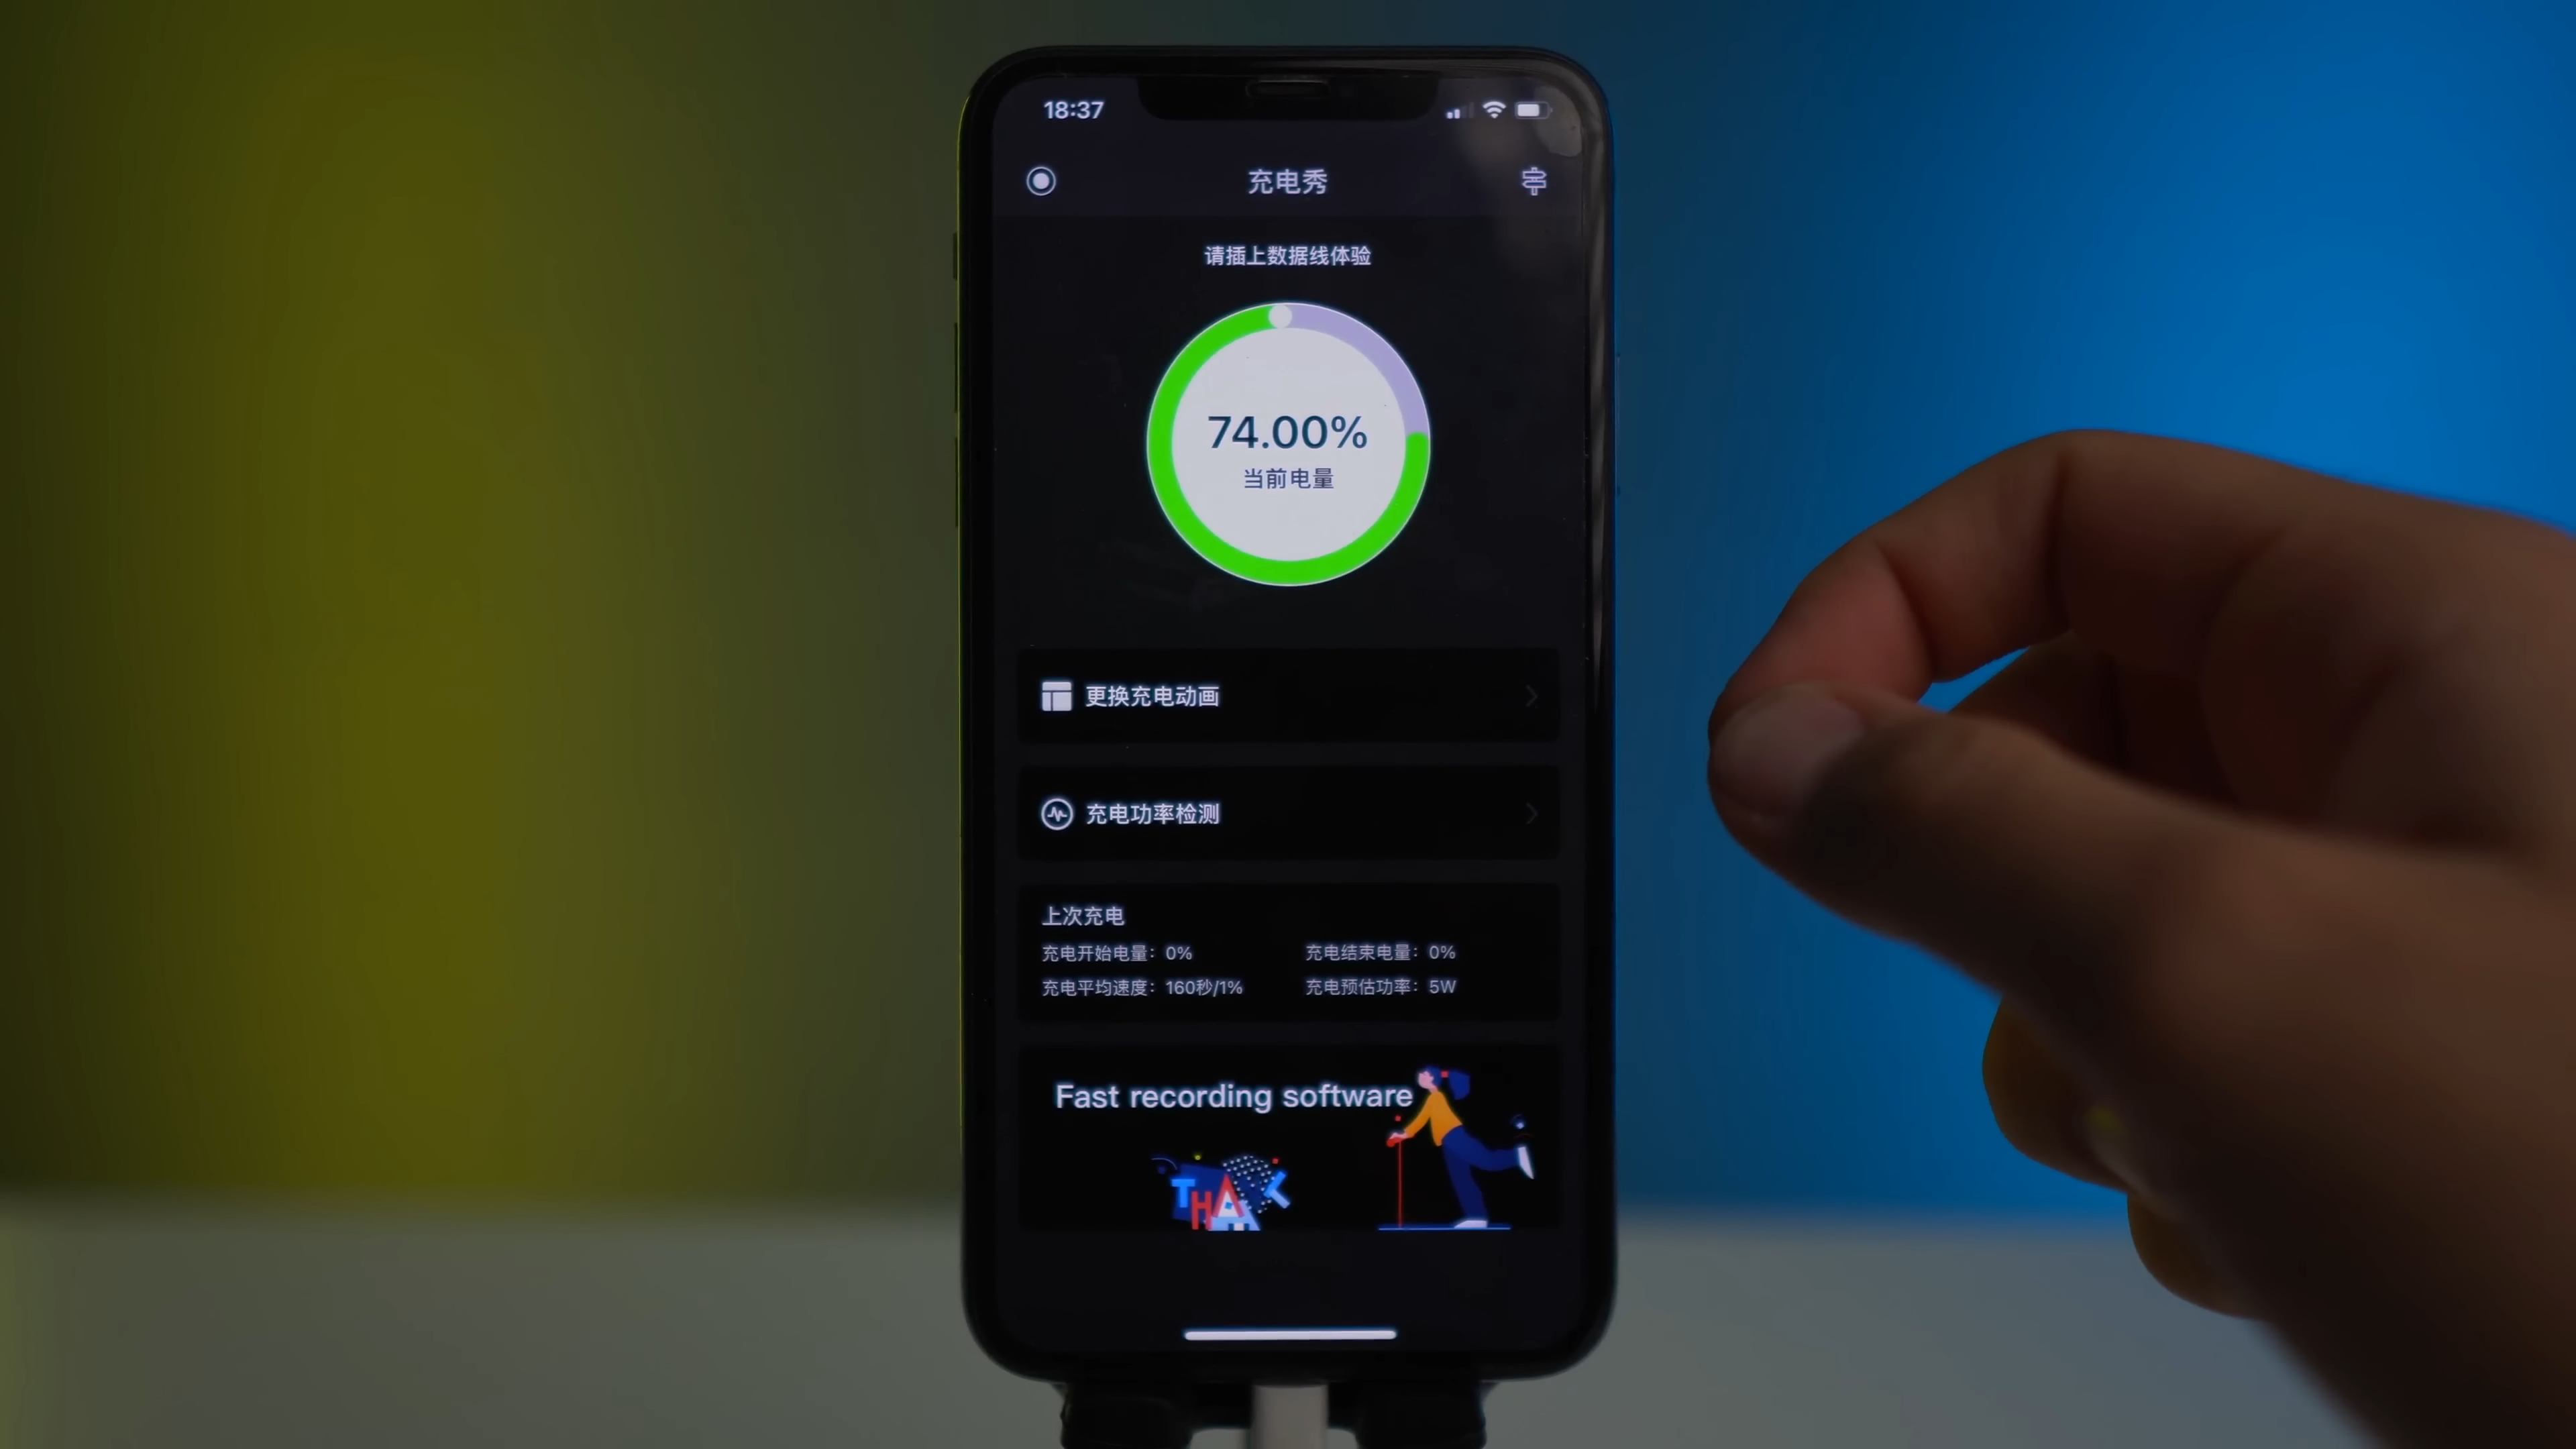 18:37
充电秀
请插上数据线体验
74.00%
当前电量
更换充电动画
充电功率检测
上次充电
充电开始电量：0%
充电结束电量：0%
充电平均速度：160秒/1%
充电预估功率：5W
Fast recording software
THANK